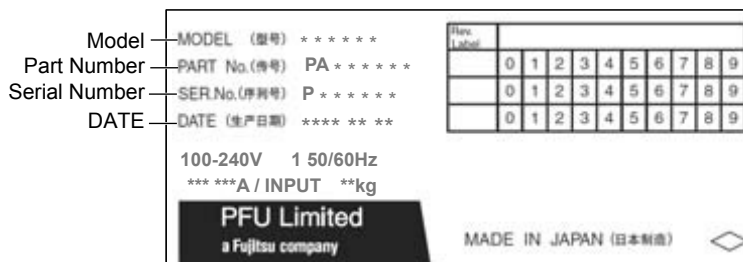 Model
Part Number
Serial Number
DATE
MODEL (型号) * * * * * *
PART No.(件号) PA * * * * * *
SER.No.(序列号) P * * * * * *
DATE (生产日期) **** ** **
100-240V 1 50/60Hz
*** ***A / INPUT **kg
PFU Limited
a Fujitsu company
Rev.
Label
0 1 2 3 4 5 6 7 8 9
0 1 2 3 4 5 6 7 8 9
0 1 2 3 4 5 6 7 8 9
MADE IN JAPAN (日本制造)